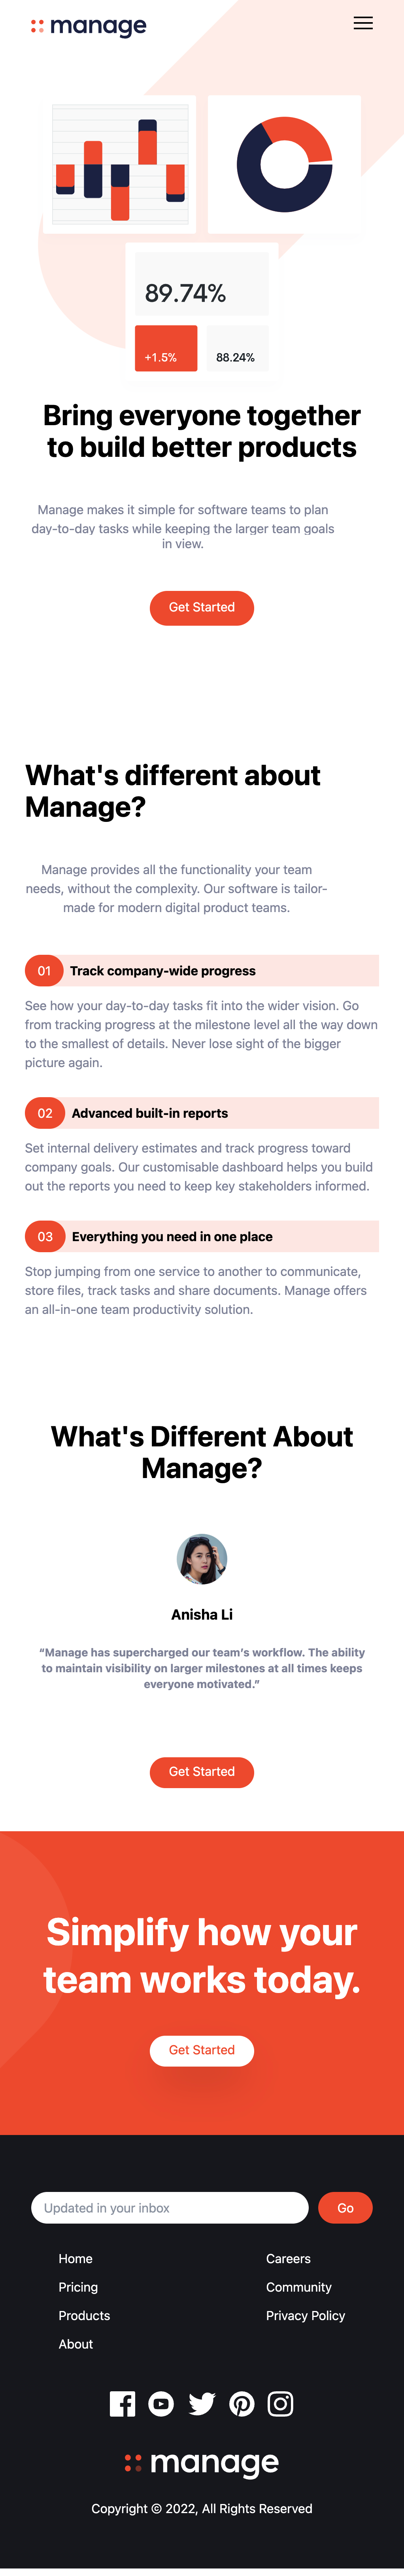 manage
89.74%
+1.5%
88.24%
Bring everyone together
to build better products
Manage makes it simple for software teams to plan
day-to-day tasks while keeping the larger team goals
in view.
Get Started
What's different about
Manage?
Manage provides all the functionality your team
needs, without the complexity. Our software is tailor-
made for modern digital product teams.
01 Track company-wide progress
See how your day-to-day tasks fit into the wider vision. Go
from tracking progress at the milestone level all the way down
to the smallest of details. Never lose sight of the bigger
picture again.
02 Advanced built-in reports
Set internal delivery estimates and track progress toward
company goals. Our customisable dashboard helps you build
out the reports you need to keep key stakeholders informed.
03 Everything you need in one place
Stop jumping from one service to another to communicate,
store files, track tasks and share documents. Manage offers
an all-in-one team productivity solution.
What's Different About
Manage?
Anisha Li
“Manage has supercharged our team’s workflow. The ability
to maintain visibility on larger milestones at all times keeps
everyone motivated.”
Get Started
Simplify how your
team works today.
Get Started
Updated in your inbox
Go
Home
Pricing
Products
About
Careers
Community
Privacy Policy
manage
Copyright © 2022, All Rights Reserved